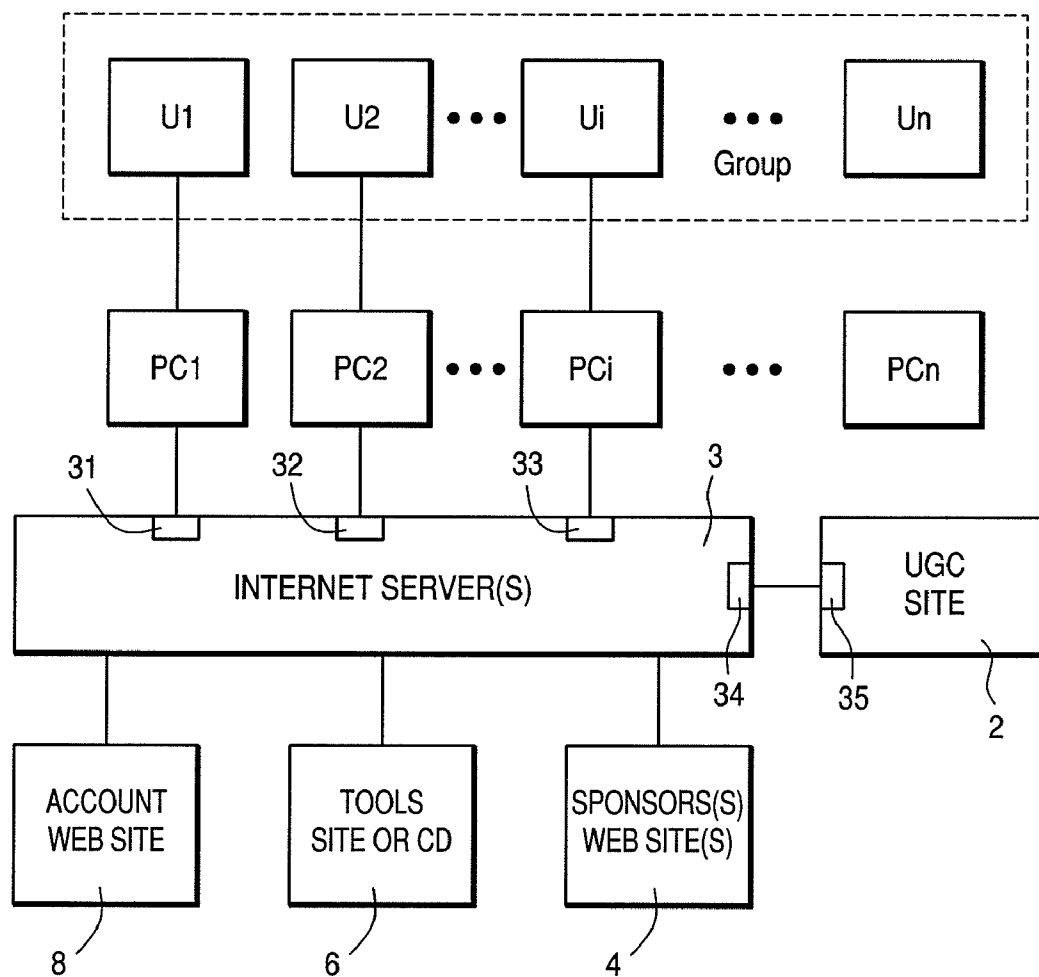 U1 U2 ••• Ui ••• Un
Group
PC1 PC2 ••• PCi ••• PCn
31 32 33 3
INTERNET SERVER(S)
UGC
SITE
34 35 2
ACCOUNT
WEB SITE
TOOLS
SITE OR CD
SPONSORS(S)
WEB SITE(S)
8 6 4